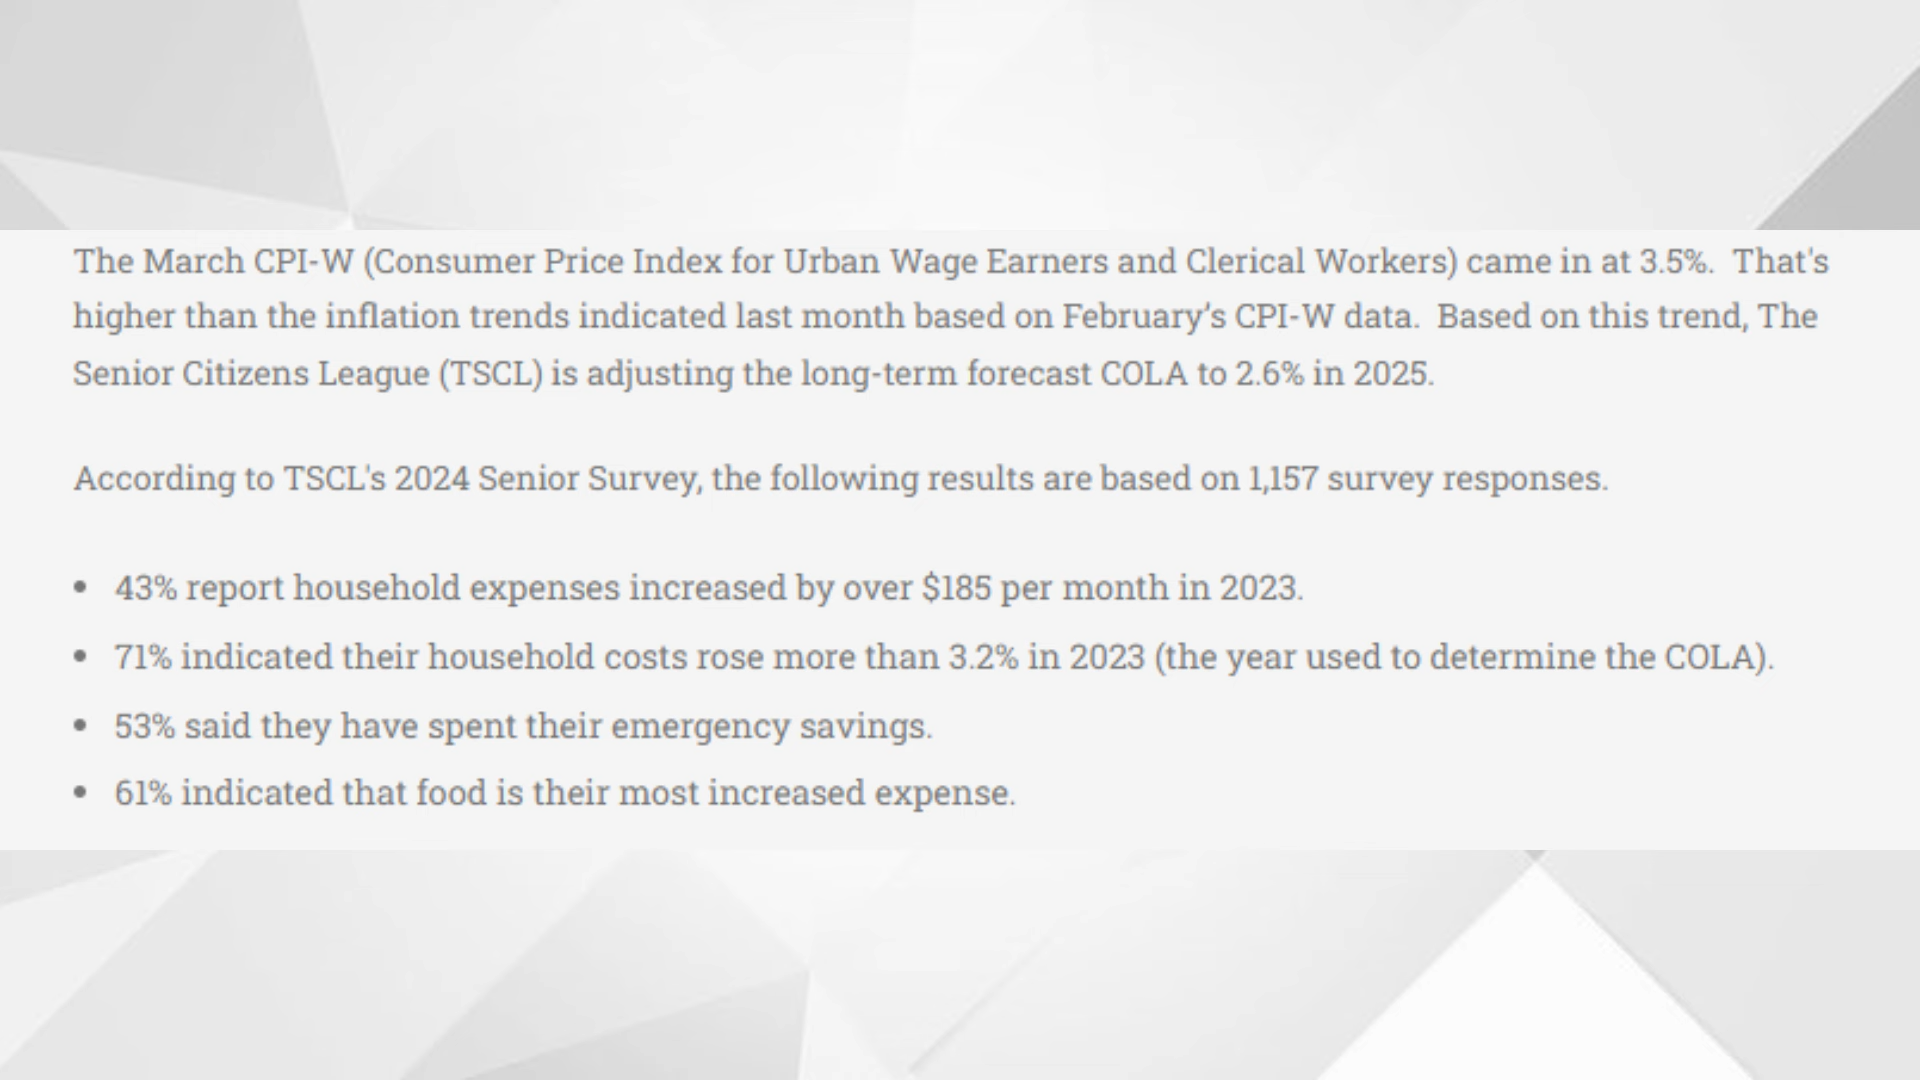 The March CPI-W (Consumer Price Index for Urban Wage Earners and Clerical Workers) came in at 3.5%.  That's
higher than the inflation trends indicated last month based on February’s CPI-W data.  Based on this trend, The
Senior Citizens League (TSCL) is adjusting the long-term forecast COLA to 2.6% in 2025.
According to TSCL's 2024 Senior Survey, the following results are based on 1,157 survey responses.
• 43% report household expenses increased by over $185 per month in 2023.
• 71% indicated their household costs rose more than 3.2% in 2023 (the year used to determine the COLA).
• 53% said they have spent their emergency savings.
• 61% indicated that food is their most increased expense.